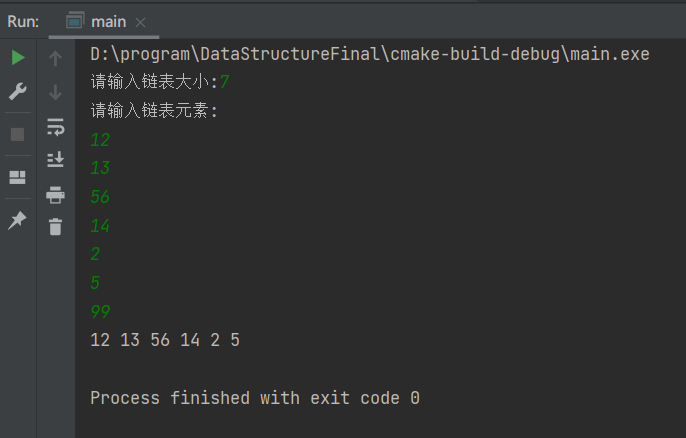 Run: main
D:\program\DataStructureFinal\cmake-build-debug\main.exe
请输入链表大小:7
请输入链表元素:
12
13
56
14
2
5
99
12 13 56 14 2 5
Process finished with exit code 0